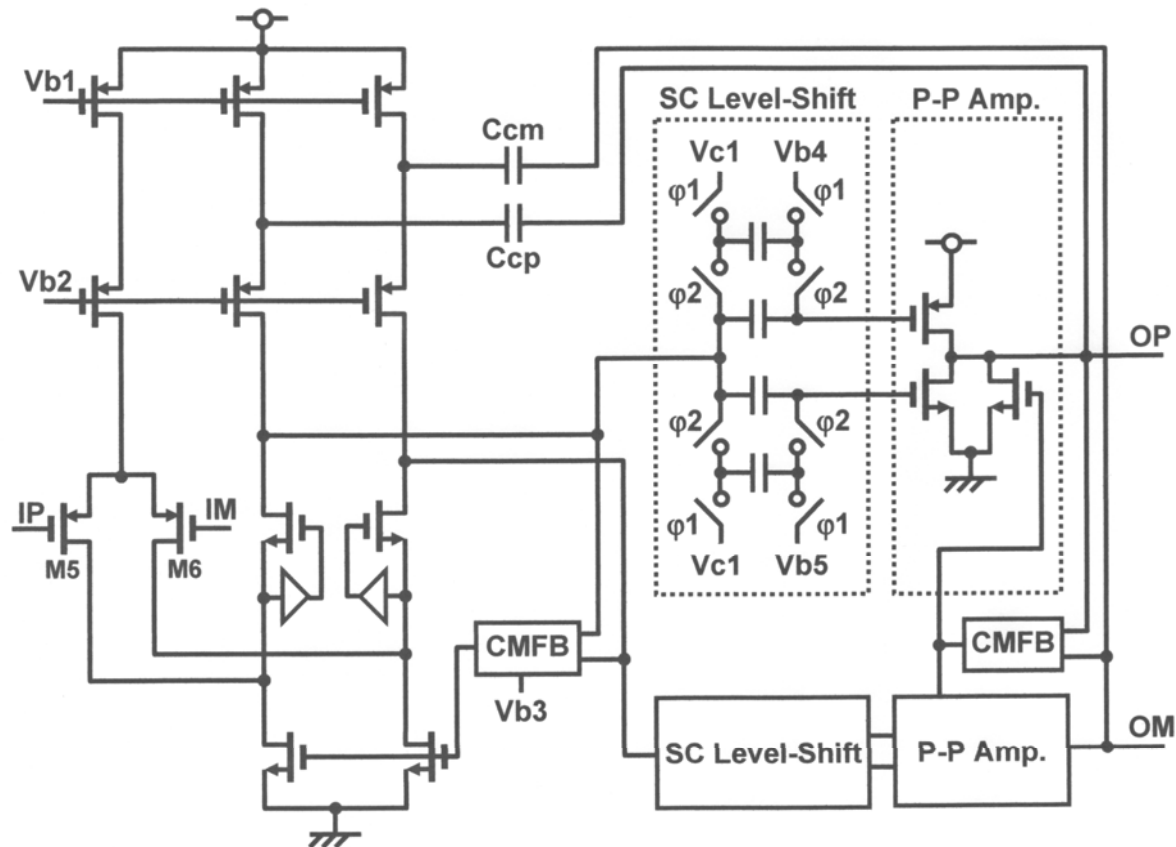 Vb1
SC Level-Shift
P-P Amp.
Ccm
Vc1
Vb4
φ1
φ1
Ccp
Vb2
φ2
φ2
OP
φ2
φ2
IP
IM
M5
M6
φ1
φ1
Vc1
Vb5
CMFB
CMFB
Vb3
SC Level-Shift
P-P Amp.
OM